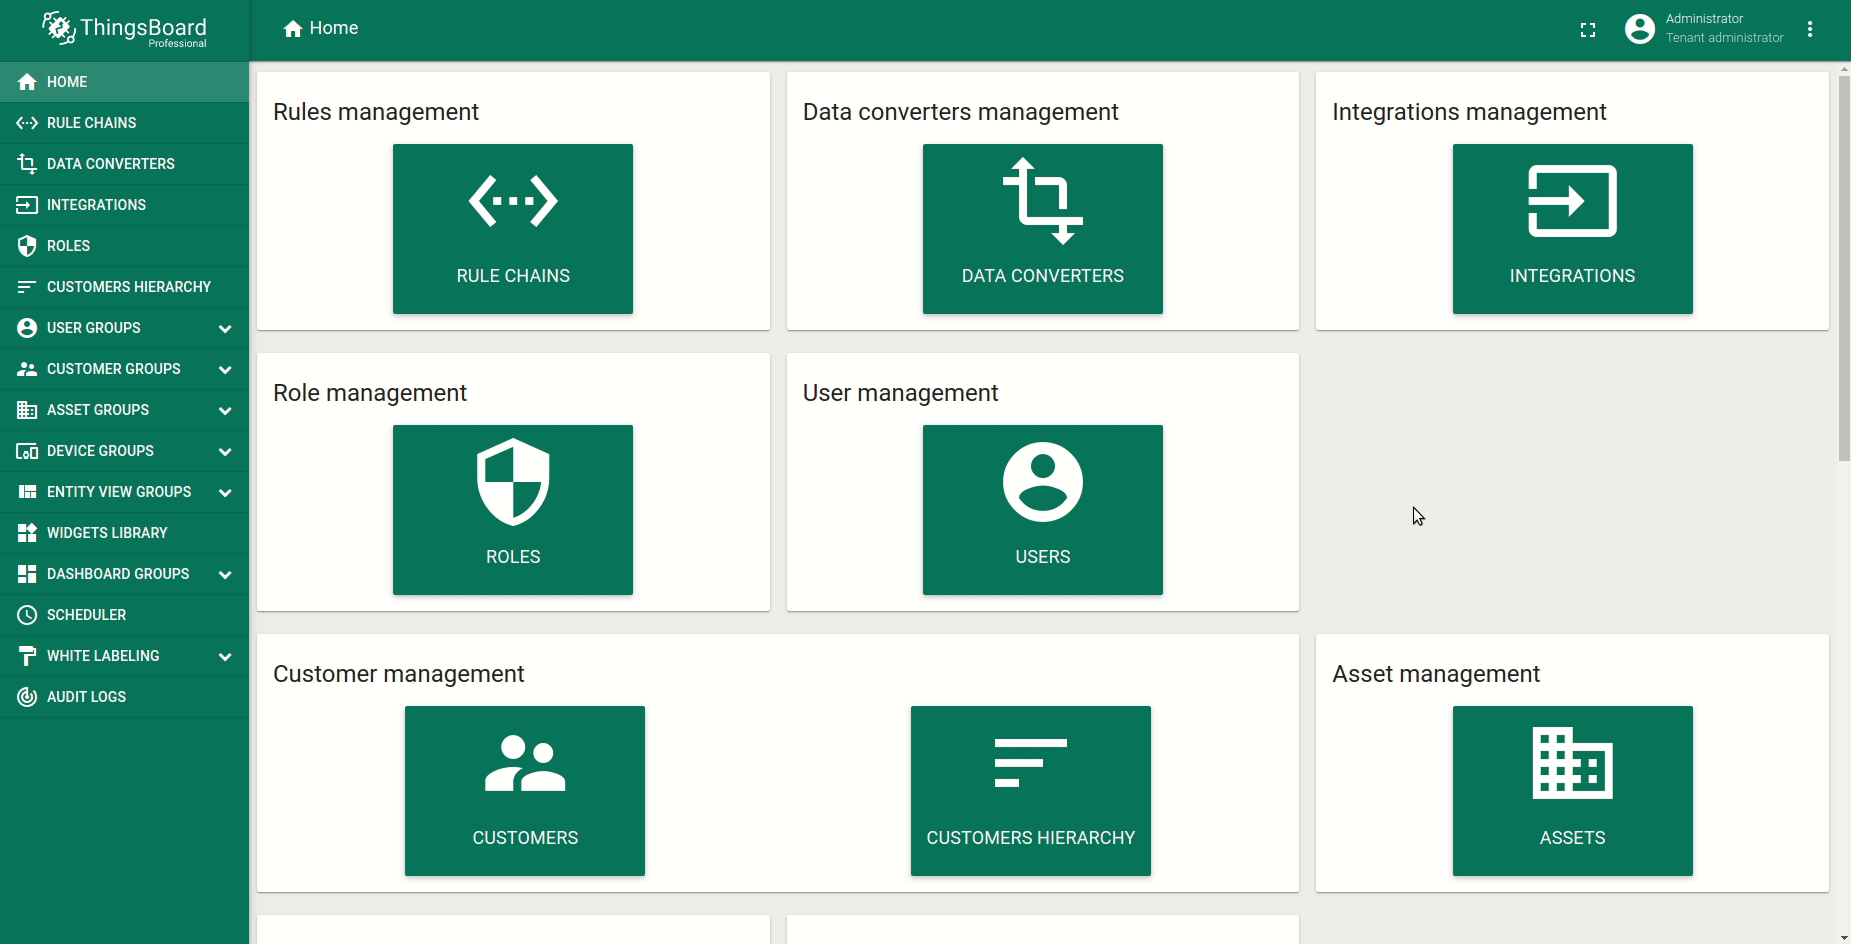 ThingsBoard
Professional
Home
Administrator
Tenant administrator
HOME
RULE CHAINS
DATA CONVERTERS
INTEGRATIONS
ROLES
CUSTOMERS HIERARCHY
USER GROUPS
CUSTOMER GROUPS
ASSET GROUPS
DEVICE GROUPS
ENTITY VIEW GROUPS
WIDGETS LIBRARY
DASHBOARD GROUPS
SCHEDULER
WHITE LABELING
AUDIT LOGS
Rules management
RULE CHAINS
Data converters management
DATA CONVERTERS
Integrations management
INTEGRATIONS
Role management
ROLES
User management
USERS
Customer management
CUSTOMERS
CUSTOMERS HIERARCHY
Asset management
ASSETS